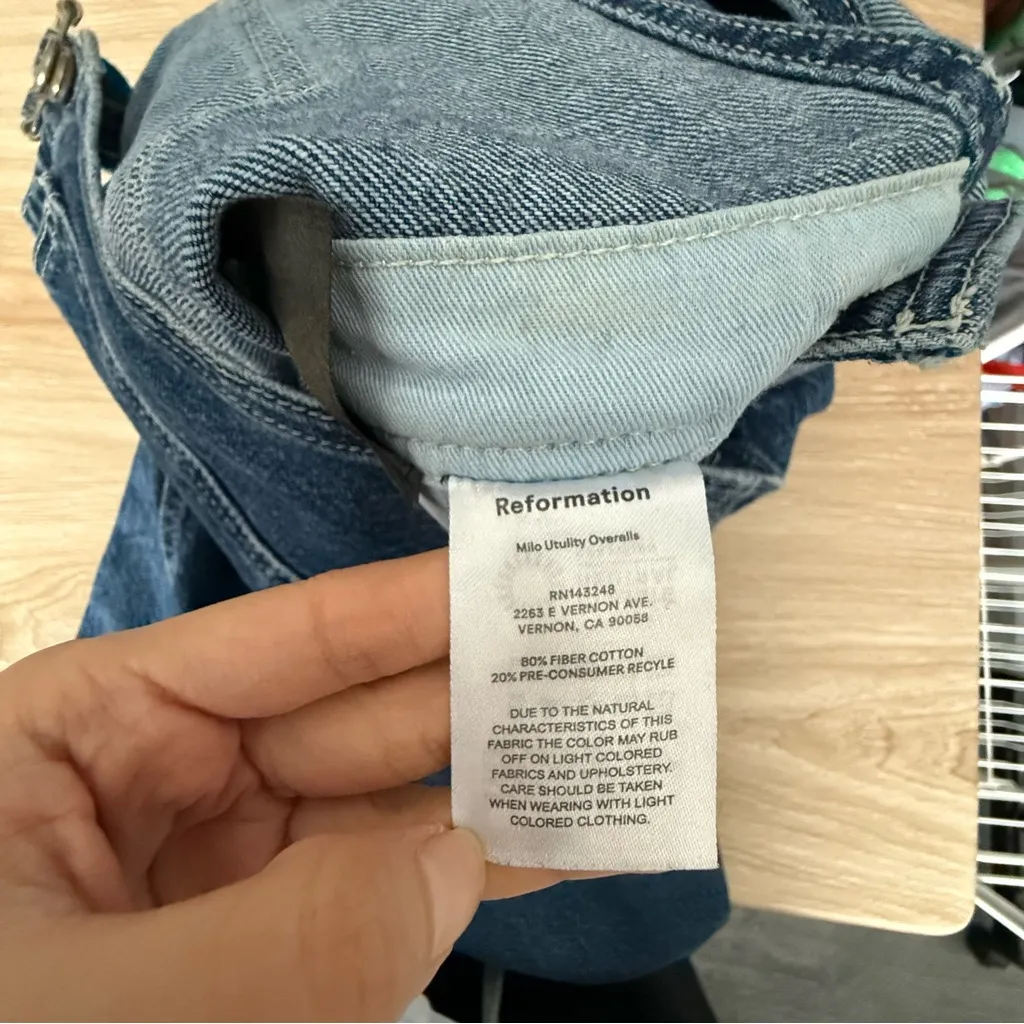 Reformation
Milo Utulity Overalls
RN143248
2263 E VERNON AVE.
VERNON, CA 90058
80% FIBER COTTON
20% PRE-CONSUMER RECYLE
DUE TO THE NATURAL
CHARACTERISTICS OF THIS
FABRIC THE COLOR MAY RUB
OFF ON LIGHT COLORED
FABRICS AND UPHOLSTERY.
CARE SHOULD BE TAKEN
WHEN WEARING WITH LIGHT
COLORED CLOTHING.